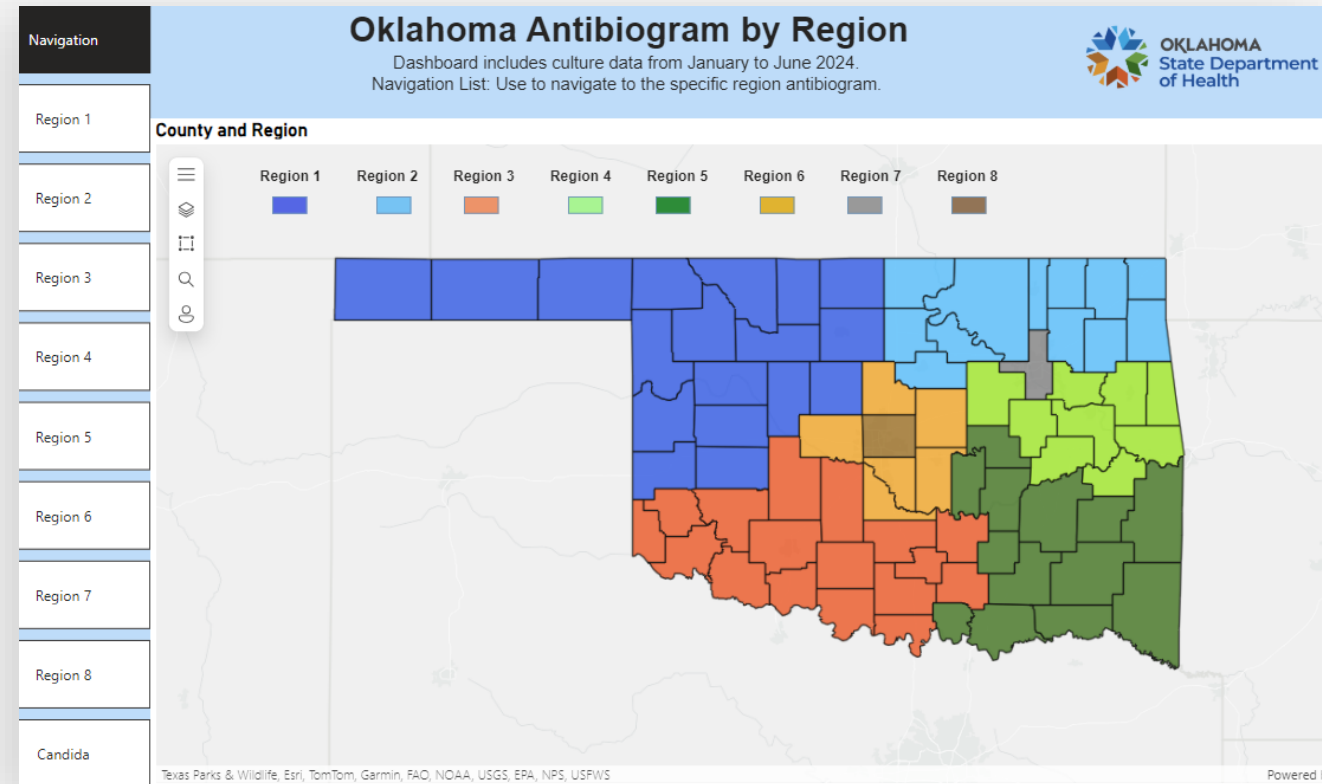 Navigation
Oklahoma Antibiogram by Region
Dashboard includes culture data from January to June 2024.
Navigation List: Use to navigate to the specific region antibiogram.
OKLAHOMA
State Department
of Health
Region 1
Region 2
Region 3
Region 4
Region 5
Region 6
Region 7
Region 8
Candida
County and Region
Region 1 Region 2 Region 3 Region 4 Region 5 Region 6 Region 7 Region 8
Texas Parks & Wildlife, Esri, TomTom, Garmin, FAO, NOAA, USGS, EPA, NPS, USFWS
Powered